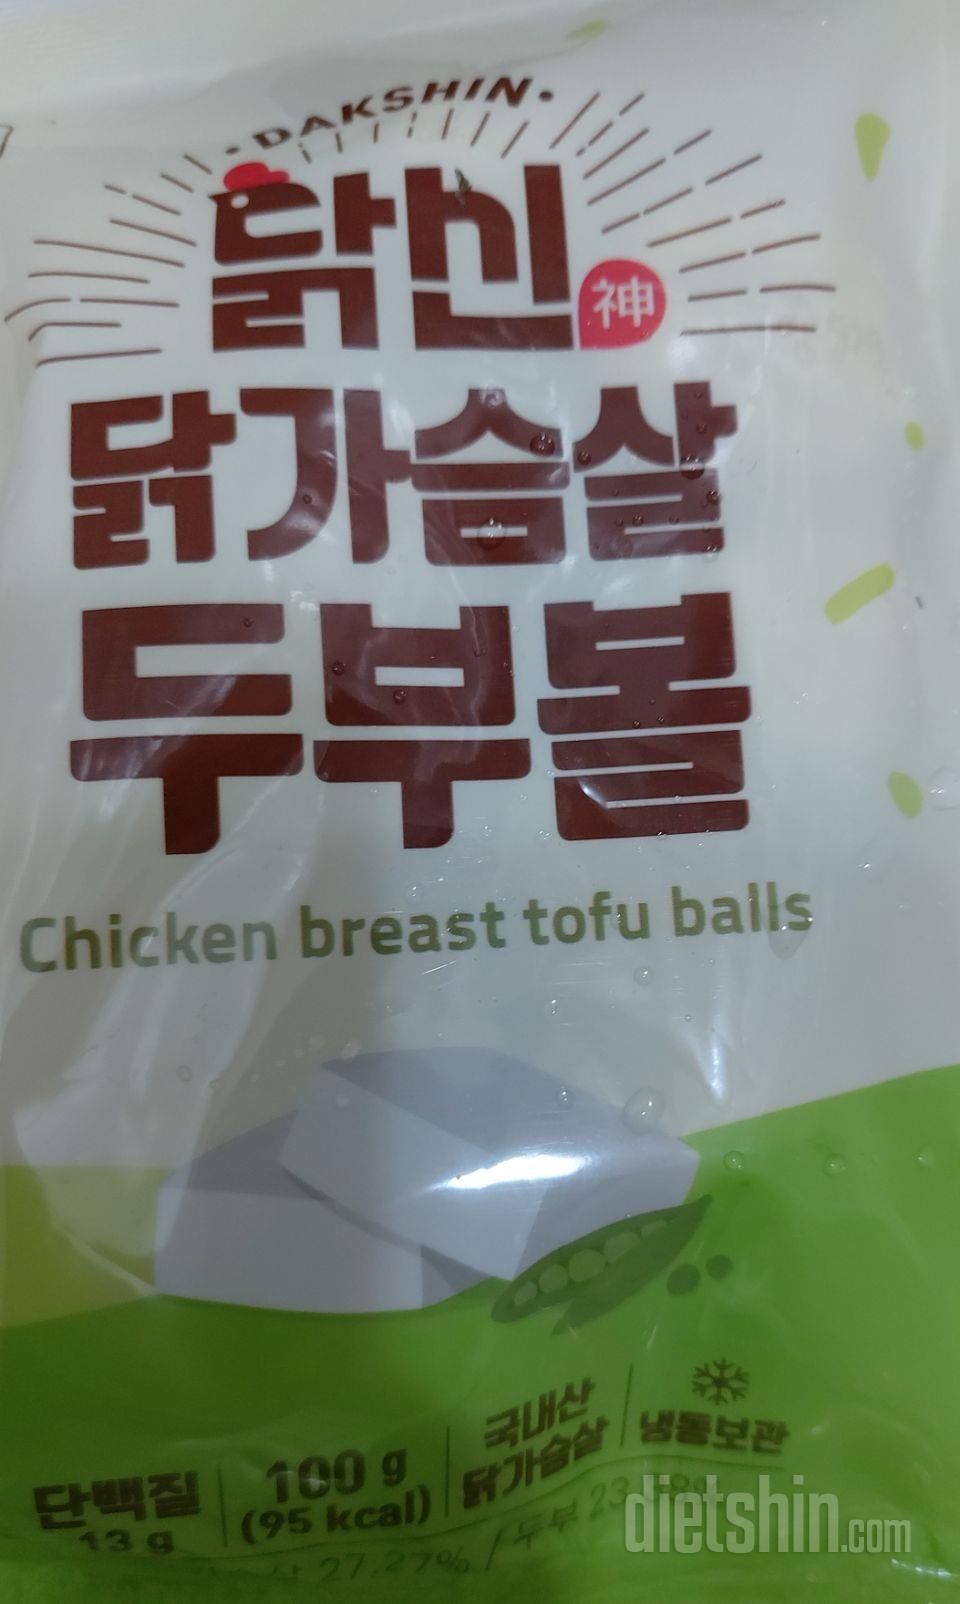 DAKSHIN
닭신 神
닭가슴살
두부볼
Chicken breast tofu balls
단백질
13 g
100 g
(95 kcal)
국내산
닭가슴살
냉동보관
27.27% / 두부
dietshin.com